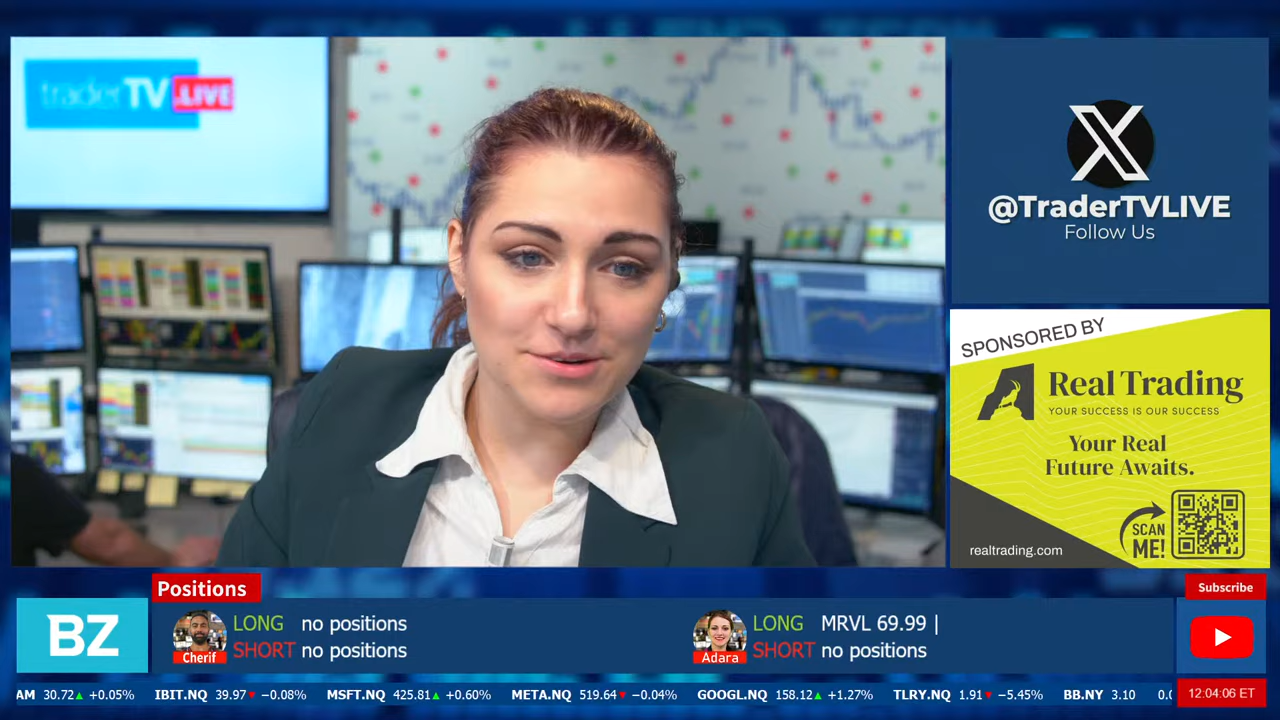 traderTV.LIVE
@TraderTVLIVE
Follow Us
SPONSORED BY
Real Trading
YOUR SUCCESS IS OUR SUCCESS
Your Real
Future Awaits.
SCAN
ME!
realtrading.com
Positions
Subscribe
BZ
LONG no positions
SHORT no positions
Cherif
LONG MRVL 69.99 |
SHORT no positions
Adara
AM 30.72▲ +0.05% IBIT.NQ 39.97▼ −0.08% MSFT.NQ 425.81▲ +0.60% META.NQ 519.64▼ −0.04% GOOGL.NQ 158.12▲ +1.27% TLRY.NQ 1.91▼ −5.45% BB.NY 3.10 0.0
12:04:06 ET